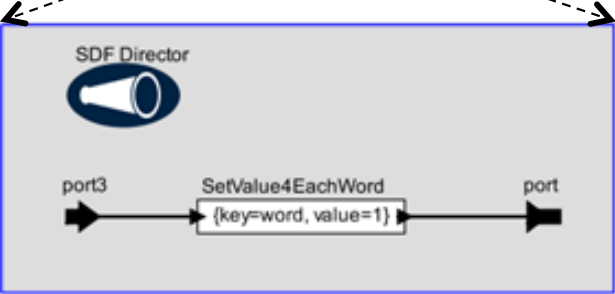 SDF Director
port3
SetValue4EachWord
port
{key=word, value=1}